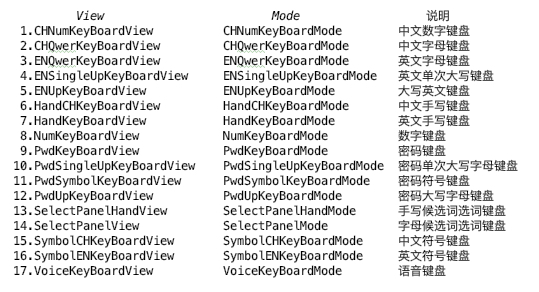 View Mode 说明
1.CHNumKeyBoardView CHNumKeyBoardMode 中文数字键盘
2.CHQwerKeyBoardView CHQwerKeyBoardMode 中文字母键盘
3.ENQwerKeyBoardView ENQwerKeyBoardMode 英文字母键盘
4.ENSingleUpKeyBoardView ENSingleUpKeyBoardMode 英文单次大写键盘
5.ENUpKeyBoardView ENUpKeyBoardMode 大写英文键盘
6.HandCHKeyBoardView HandCHKeyBoardMode 中文手写键盘
7.HandKeyBoardView HandKeyBoardMode 英文手写键盘
8.NumKeyBoardView NumKeyBoardMode 数字键盘
9.PwdKeyBoardView PwdKeyBoardMode 密码键盘
10.PwdSingleUpKeyBoardView PwdSingleUpKeyBoardMode 密码单次大写字母键盘
11.PwdSymbolKeyBoardView PwdSymbolKeyBoardMode 密码符号键盘
12.PwdUpKeyBoardView PwdUpKeyBoardMode 密码大写字母键盘
13.SelectPanelHandView SelectPanelHandMode 手写候选词选词键盘
14.SelectPanelView SelectPanelMode 字母候选词选词键盘
15.SymbolCHKeyBoardView SymbolCHKeyBoardMode 中文符号键盘
16.SymbolENKeyBoardView SymbolENKeyBoardMode 英文符号键盘
17.VoiceKeyBoardView VoiceKeyBoardMode 语音键盘